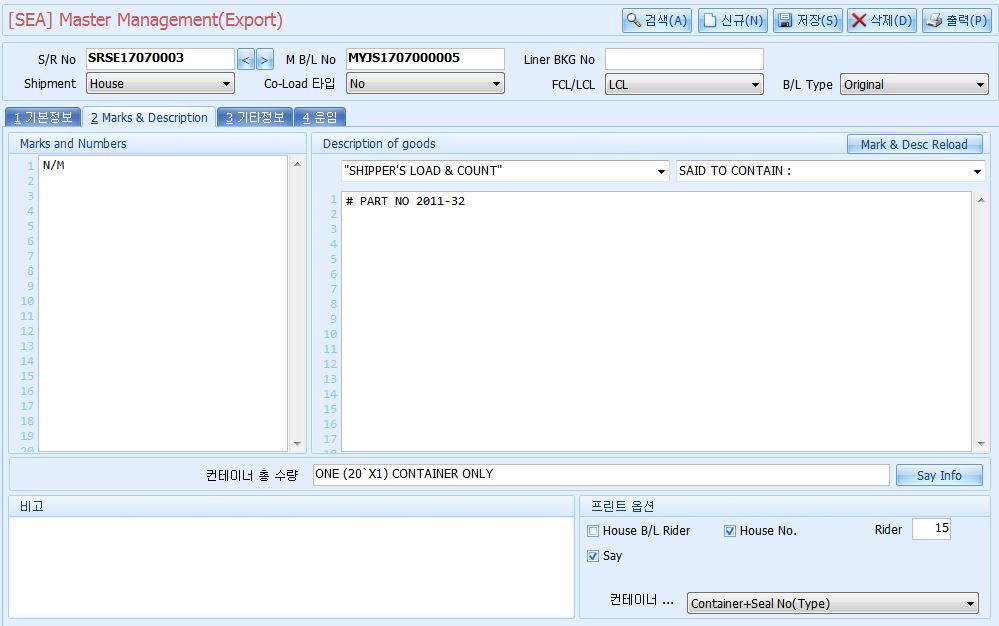 [SEA] Master Management(Export) 검색(A) 신규(N) 저장(S) 삭제(D) 출력(P)
S/R No SRSE17070003 < > M B/L No MYJS1707000005 Liner BKG No
Shipment House Co-Load 타입 No FCL/LCL LCL B/L Type Original
1 기본정보 2 Marks & Description 3 기타정보 4 운임
Marks and Numbers Description of goods Mark & Desc Reload
"SHIPPER'S LOAD & COUNT" SAID TO CONTAIN :
1 N/M
2
3
4
5
6
7
8
9
10
11
12
13
14
15
16
17
18
19
20
1 # PART NO 2011-32
2
3
4
5
6
7
8
9
10
11
12
13
14
15
16
17
18
컨테이너 총 수량 ONE (20`X1) CONTAINER ONLY Say Info
비고 프린트 옵션
House B/L Rider House No. Rider 15
Say
컨테이너 ... Container+Seal No(Type)